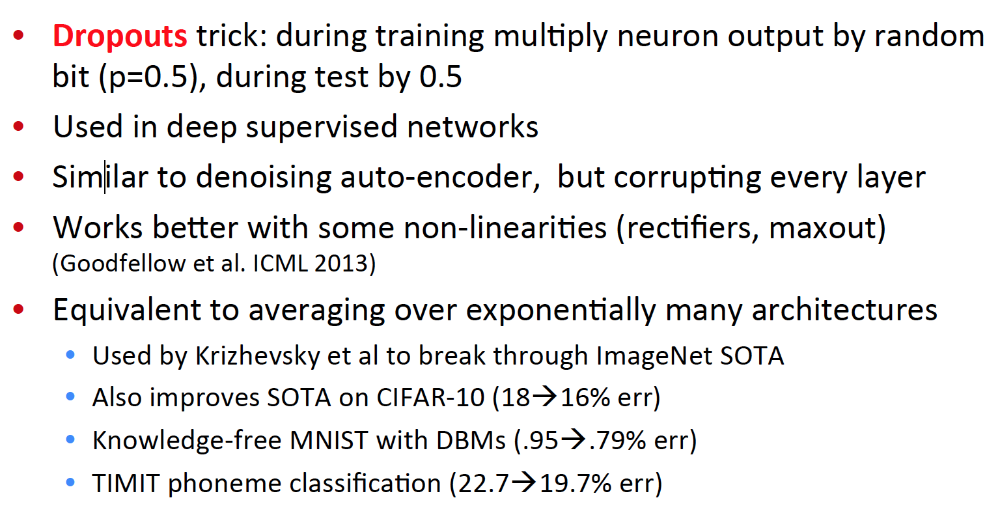 • Dropouts trick: during training multiply neuron output by random
bit (p=0.5), during test by 0.5
• Used in deep supervised networks
• Similar to denoising auto-encoder,  but corrupting every layer
• Works better with some non-linearities (rectifiers, maxout)
(Goodfellow et al. ICML 2013)
• Equivalent to averaging over exponentially many architectures
• Used by Krizhevsky et al to break through ImageNet SOTA
• Also improves SOTA on CIFAR-10 (18→16% err)
• Knowledge-free MNIST with DBMs (.95→.79% err)
• TIMIT phoneme classification (22.7→19.7% err)